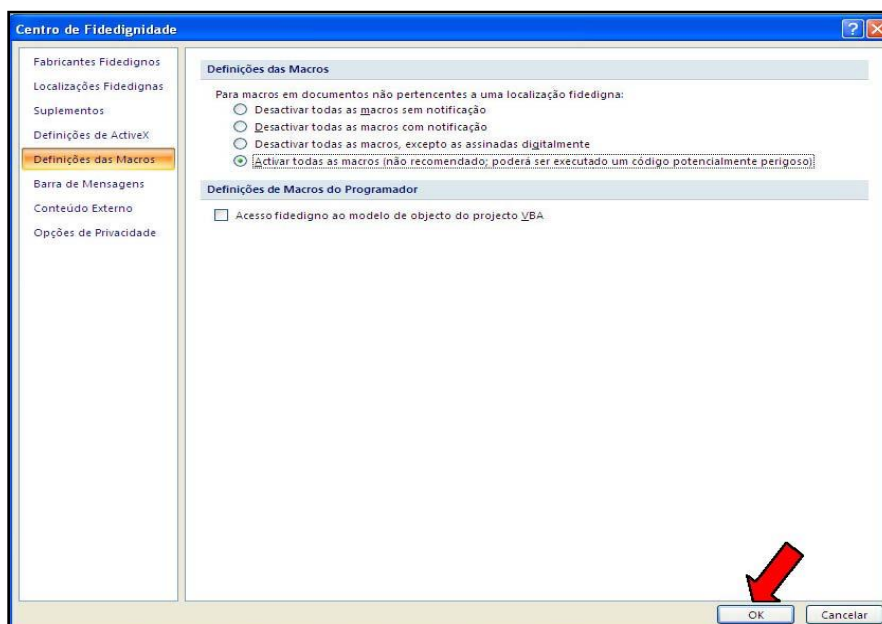 Centro de Fidedignidade
Fabricantes Fidedignos
Localizações Fidedignas
Suplementos
Definições de ActiveX
Definições das Macros
Barra de Mensagens
Conteúdo Externo
Opções de Privacidade
Definições das Macros
Para macros em documentos não pertencentes a uma localização fidedigna:
Desactivar todas as macros sem notificação
Desactivar todas as macros com notificação
Desactivar todas as macros, excepto as assinadas digitalmente
Activar todas as macros (não recomendado; poderá ser executado um código potencialmente perigoso)
Definições de Macros do Programador
Acesso fidedigno ao modelo de objecto do projecto VBA
OK
Cancelar